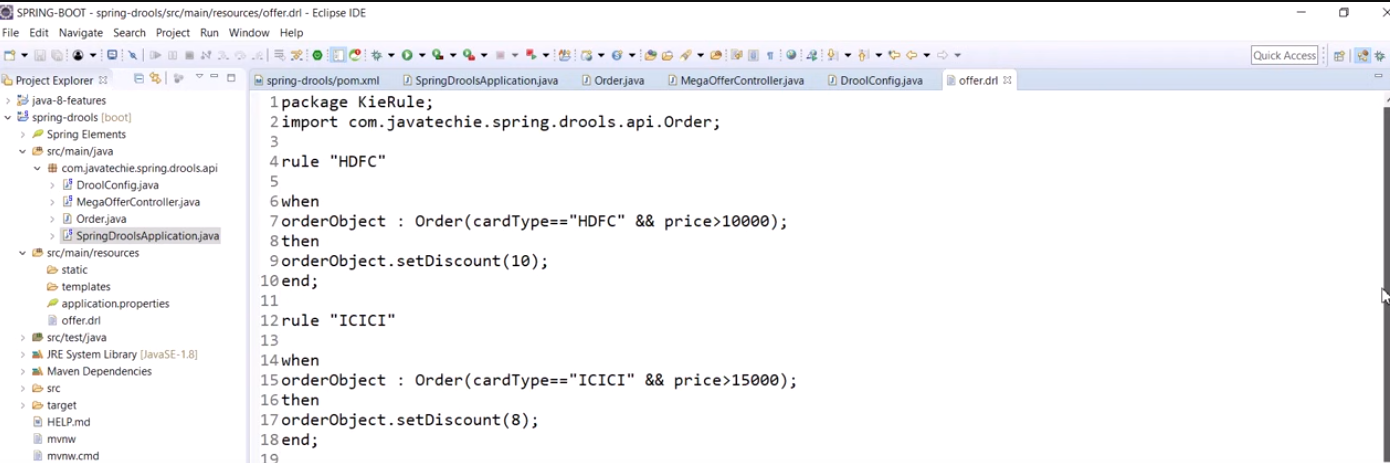 SPRING-BOOT - spring-drools/src/main/resources/offer.drl - Eclipse IDE
File Edit Navigate Search Project Run Window Help
Quick Access
Project Explorer
java-8-features
spring-drools [boot]
Spring Elements
src/main/java
com.javatechie.spring.drools.api
DroolConfig.java
MegaOfferController.java
Order.java
SpringDroolsApplication.java
src/main/resources
static
templates
application.properties
offer.drl
src/test/java
JRE System Library [JavaSE-1.8]
Maven Dependencies
src
target
HELP.md
mvnw
mvnw.cmd
spring-drools/pom.xml SpringDroolsApplication.java Order.java MegaOfferController.java DroolConfig.java offer.drl
1 package KieRule;
2 import com.javatechie.spring.drools.api.Order;
3
4 rule "HDFC"
5
6 when
7 orderObject : Order(cardType=="HDFC" && price>10000);
8 then
9 orderObject.setDiscount(10);
10 end;
11
12 rule "ICICI"
13
14 when
15 orderObject : Order(cardType=="ICICI" && price>15000);
16 then
17 orderObject.setDiscount(8);
18 end;
19